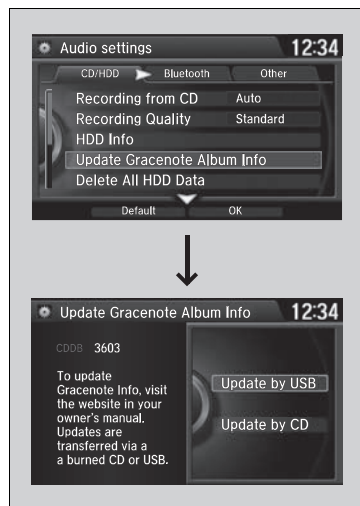 Audio settings 12:34
CD/HDD Bluetooth Other
Recording from CD Auto
Recording Quality Standard
HDD Info
Update Gracenote Album Info
Delete All HDD Data
Default OK
Update Gracenote Album Info 12:34
CDDB 3603
To update
Gracenote Info, visit
the website in your
owner's manual.
Updates are
transferred via a
a burned CD or USB.
Update by USB
Update by CD